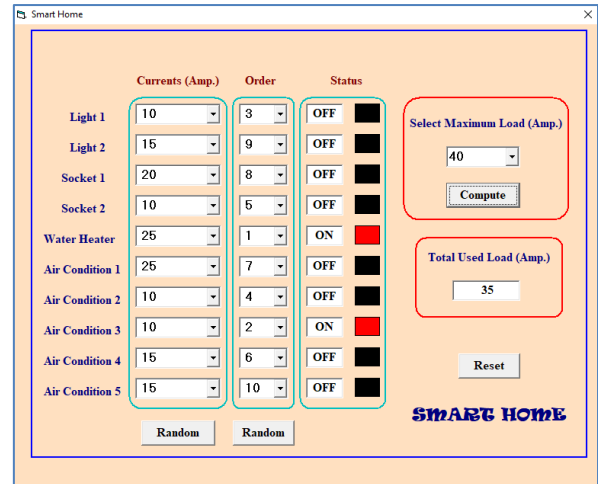 Smart Home
Currents (Amp.) Order Status
Light 1 10 3 OFF
Light 2 15 9 OFF
Socket 1 20 8 OFF
Socket 2 10 5 OFF
Water Heater 25 1 ON
Air Condition 1 25 7 OFF
Air Condition 2 10 4 OFF
Air Condition 3 10 2 ON
Air Condition 4 15 6 OFF
Air Condition 5 15 10 OFF
Random Random
Select Maximum Load (Amp.)
40
Compute
Total Used Load (Amp.)
35
Reset
SMART HOME